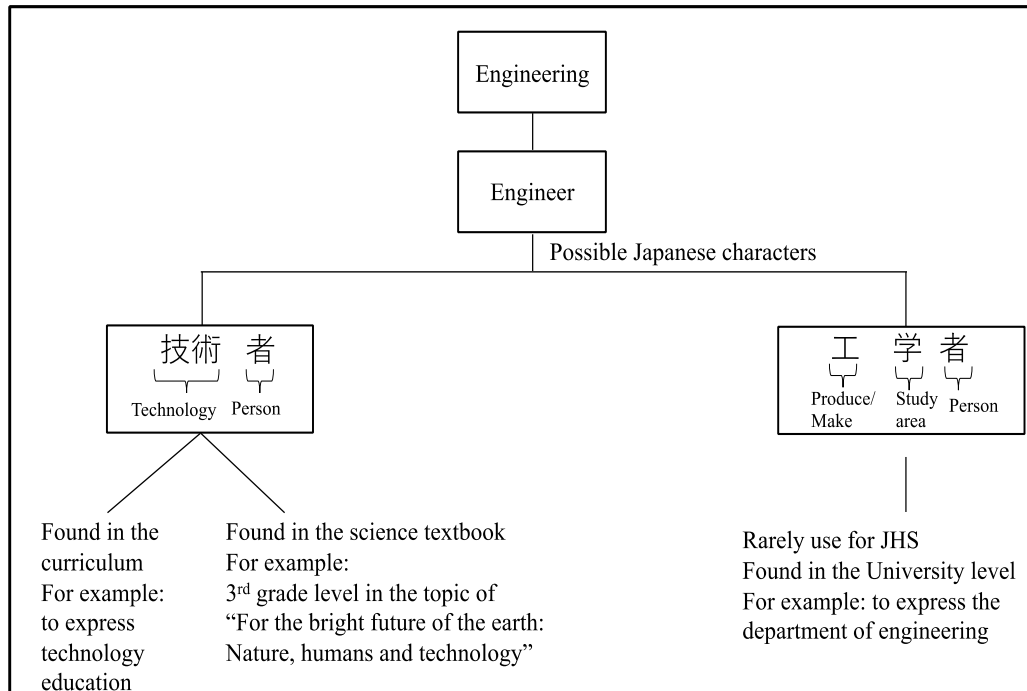 Engineering
Engineer
Possible Japanese characters
技術 者
Technology Person
工 学 者
Produce/
Make
Study
area
Person
Found in the
curriculum
For example:
to express
technology
education
Found in the science textbook
For example:
3rd grade level in the topic of
“For the bright future of the earth:
Nature, humans and technology”
Rarely use for JHS
Found in the University level
For example: to express the
department of engineering